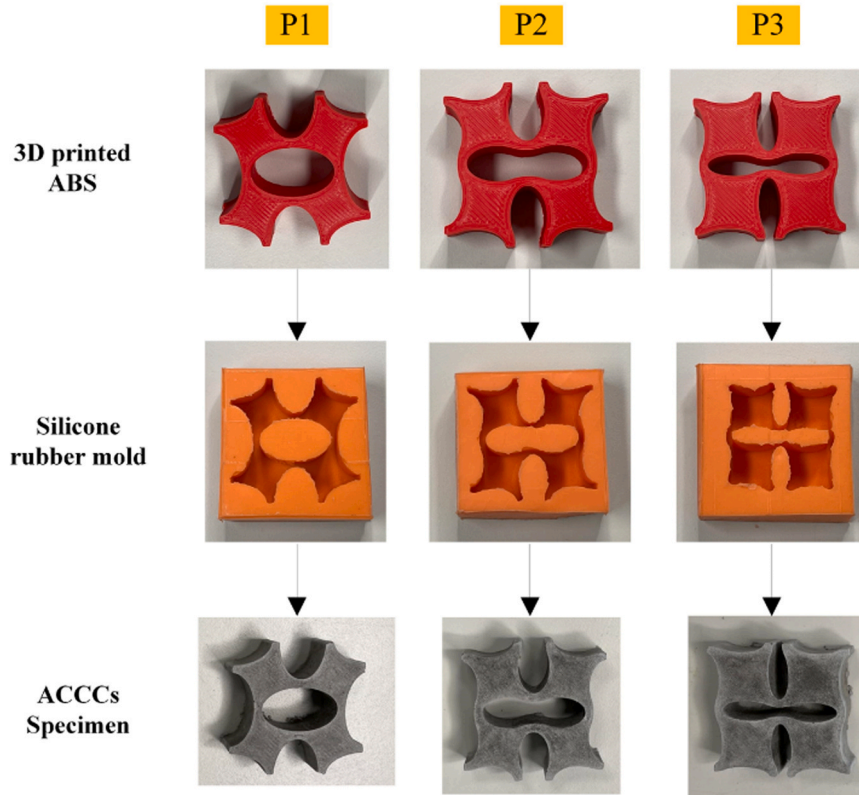 P1
P2
P3
3D printed
ABS
Silicone
rubber mold
ACCCs
Specimen